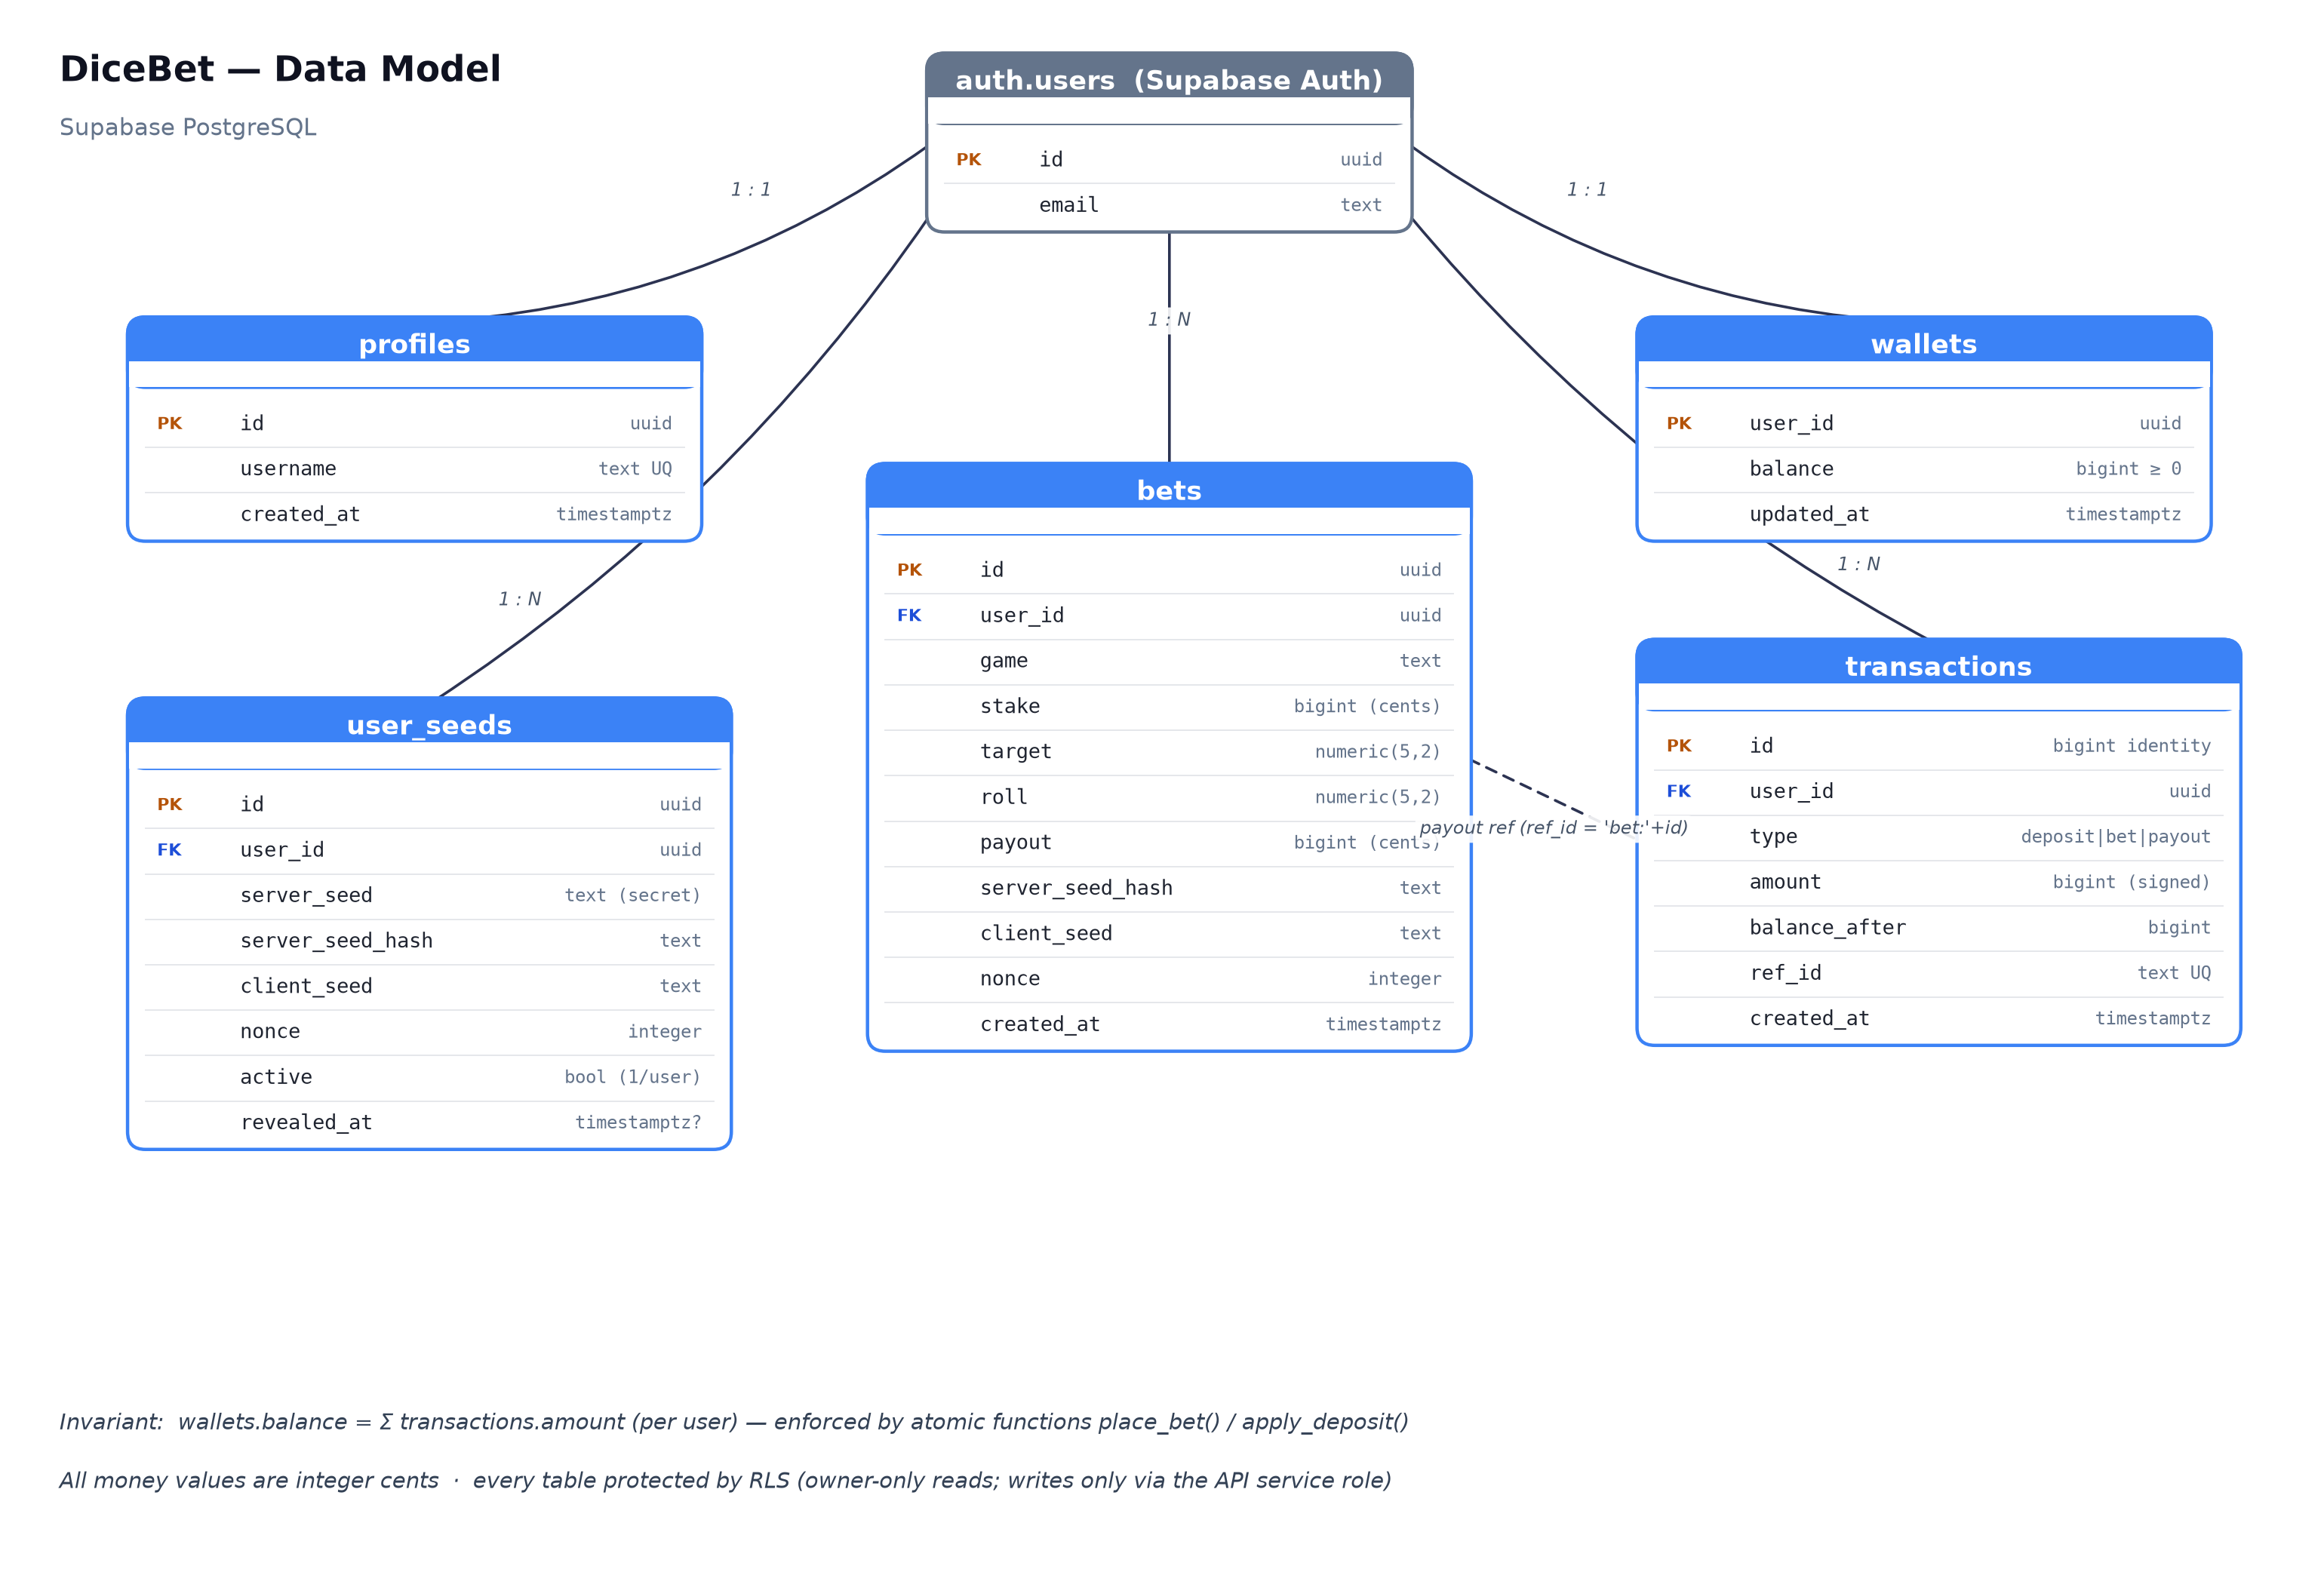 DiceBet — Data Model
Supabase PostgreSQL
auth.users (Supabase Auth)
PK id uuid
email text
1 : 1
1 : 1
1 : N
profiles
PK id uuid
username text UQ
created_at timestamptz
wallets
PK user_id uuid
balance bigint ≥ 0
updated_at timestamptz
1 : N
1 : N
bets
PK id uuid
FK user_id uuid
game text
stake bigint (cents)
target numeric(5,2)
roll numeric(5,2)
payout bigint (cents)
server_seed_hash text
client_seed text
nonce integer
created_at timestamptz
payout ref (ref_id = 'bet:'+id)
user_seeds
PK id uuid
FK user_id uuid
server_seed text (secret)
server_seed_hash text
client_seed text
nonce integer
active bool (1/user)
revealed_at timestamptz?
transactions
PK id bigint identity
FK user_id uuid
type deposit|bet|payout
amount bigint (signed)
balance_after bigint
ref_id text UQ
created_at timestamptz
Invariant: wallets.balance = Σ transactions.amount (per user) — enforced by atomic functions place_bet() / apply_deposit()
All money values are integer cents · every table protected by RLS (owner-only reads; writes only via the API service role)